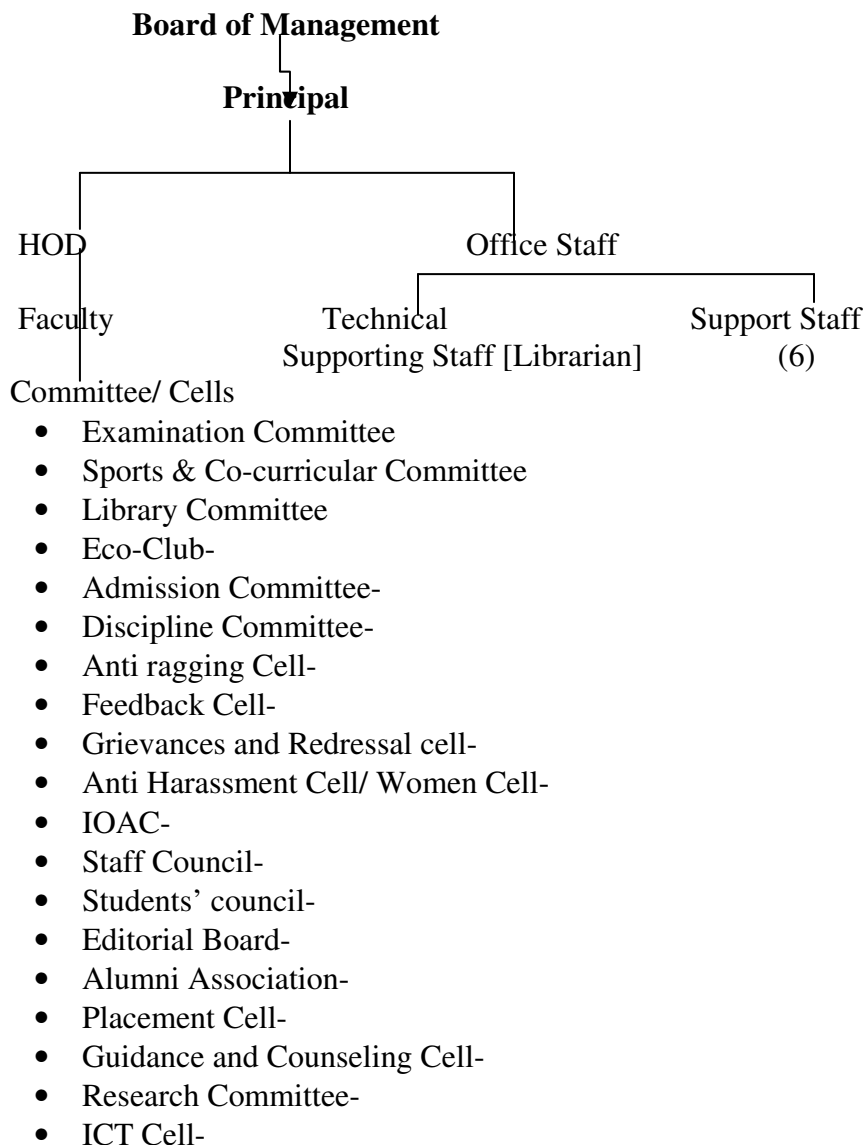 Board of Management
Principal
HOD Office Staff
Faculty Technical Support Staff
Supporting Staff [Librarian] (6)
Committee/ Cells
• Examination Committee
• Sports & Co-curricular Committee
• Library Committee
• Eco-Club-
• Admission Committee-
• Discipline Committee-
• Anti ragging Cell-
• Feedback Cell-
• Grievances and Redressal cell-
• Anti Harassment Cell/ Women Cell-
• IOAC-
• Staff Council-
• Students’ council-
• Editorial Board-
• Alumni Association-
• Placement Cell-
• Guidance and Counseling Cell-
• Research Committee-
• ICT Cell-